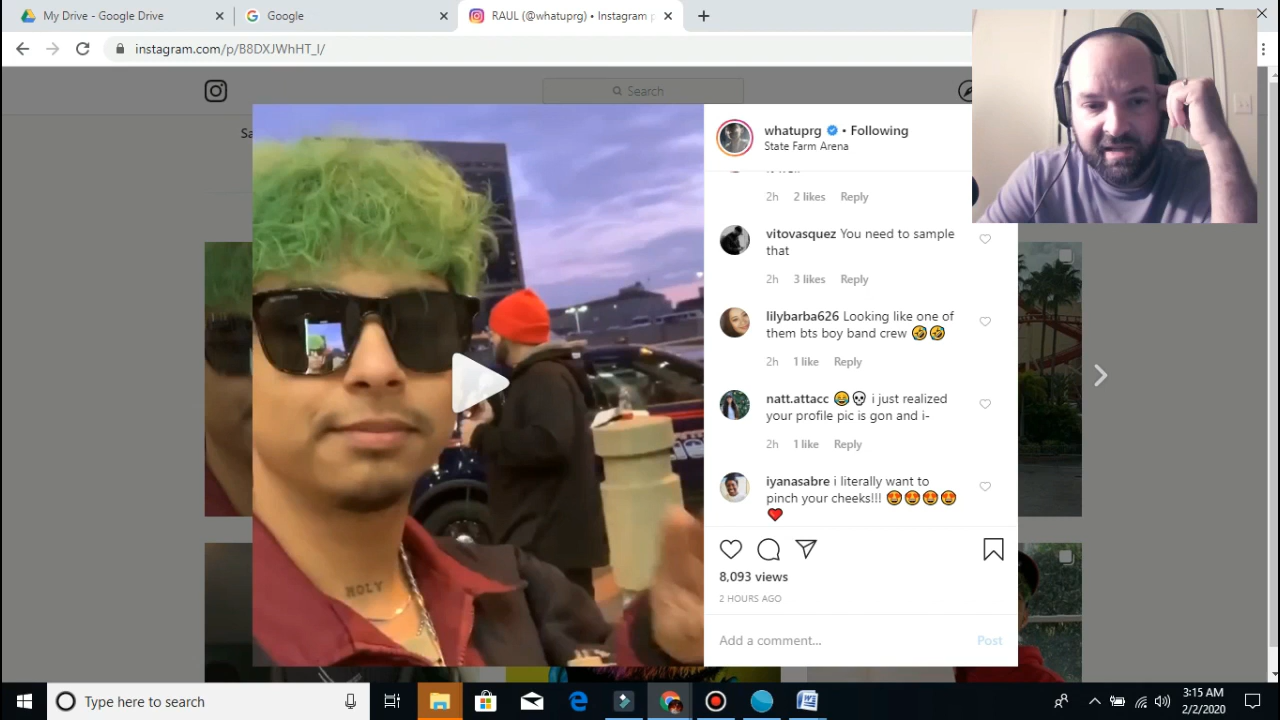 My Drive - Google Drive
Google
RAUL (@whatuprg) • Instagram p
instagram.com/p/B8DXJWhHT_I/
Search
Sa
whatuprg • Following
State Farm Arena
2h 2 likes Reply
vitovasquez You need to sample
that
2h 3 likes Reply
lilybarba626 Looking like one of
them bts boy band crew 🤣🤣
2h 1 like Reply
natt.attacc 😂💀 i just realized
your profile pic is gon and i-
2h 1 like Reply
iyanasabre i literally want to
pinch your cheeks!!! 😍😍😍😍
❤️
HOLY
8,093 views
2 HOURS AGO
Add a comment... Post
Type here to search
3:15 AM
2/2/2020